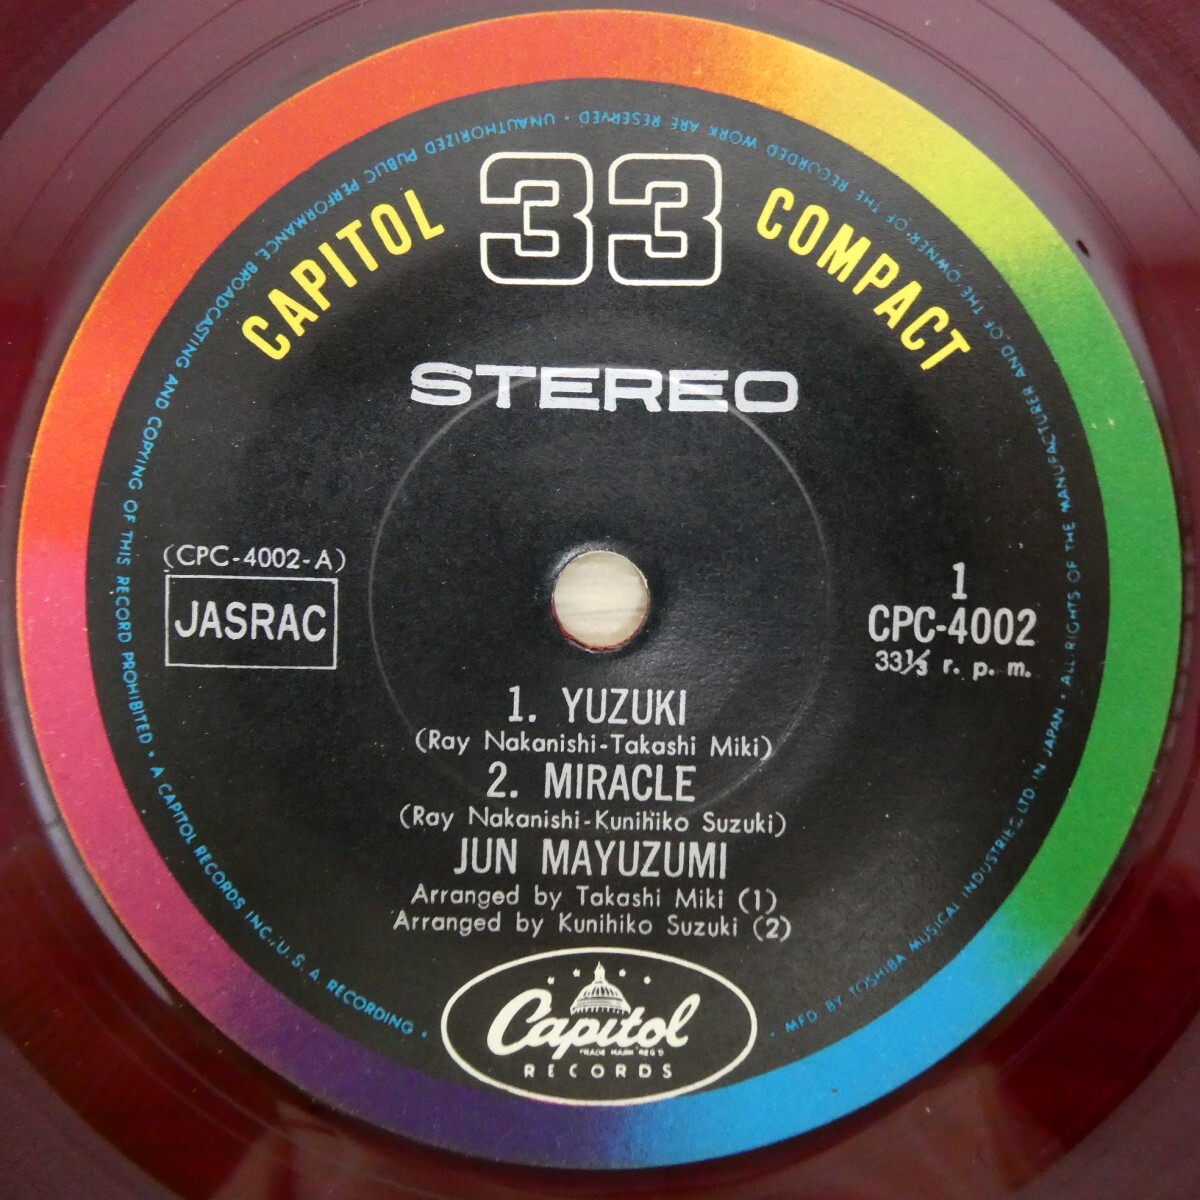 CAPITOL 33 COMPACT
STEREO
(CPC-4002-A)
JASRAC
1
CPC-4002
33⅓ r. p. m.
1. YUZUKI
(Ray Nakanishi-Takashi Miki)
2. MIRACLE
(Ray Nakanishi-Kunihiko Suzuki)
JUN MAYUZUMI
Arranged by Takashi Miki (1)
Arranged by Kunihiko Suzuki (2)
Capitol
TRADE MARK REG'D
RECORDS
MFD BY TOSHIBA MUSICAL INDUSTRIES, LTD IN JAPAN • ALL RIGHTS OF THE MANUFACTURER AND OF THE OWNER OF THE RECORDED WORK ARE RESERVED • UNAUTHORIZED PUBLIC PERFORMANCE, BROADCASTING AND COPYING OF THIS RECORD PROHIBITED • A CAPITOL RECORDS INC., U. S. A. RECORDING •